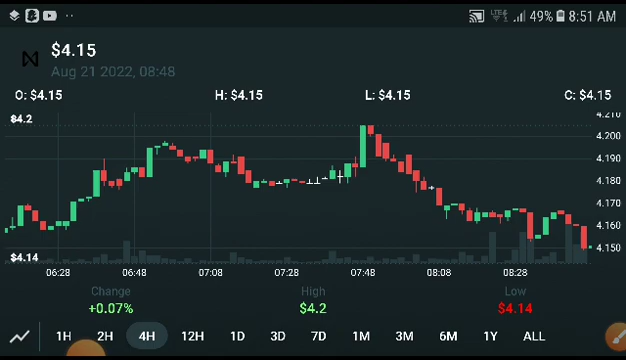 49% 8:51 AM
$4.15
Aug 21 2022, 08:48
O: $4.15 H: $4.15 L: $4.15 C: $4.15
$4.2
4.210
4.200
4.190
4.180
4.170
4.160
4.150
$4.14
06:28 06:48 07:08 07:28 07:48 08:08 08:28
Change High Low
+0.07% $4.2 $4.14
1H 2H 4H 12H 1D 3D 7D 1M 3M 6M 1Y ALL